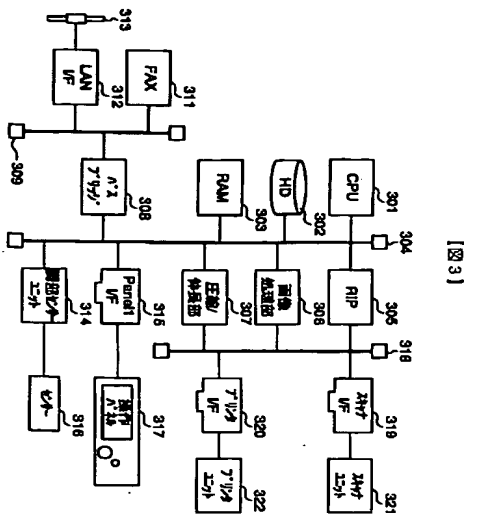 【図3】
301
CPU
304
305
RIP
318
319
スキャナ
I/F
321
スキャナ
ユニット
302
HD
306
画像
処理部
303
RAM
307
圧縮/
伸長部
320
プリンタ
I/F
322
プリンタ
ユニット
311
FAX
308
バス
ブリッジ
315
Panel
I/F
317
操作
パネル
313
312
LAN
I/F
309
314
センサー
ユニット
316
センサー